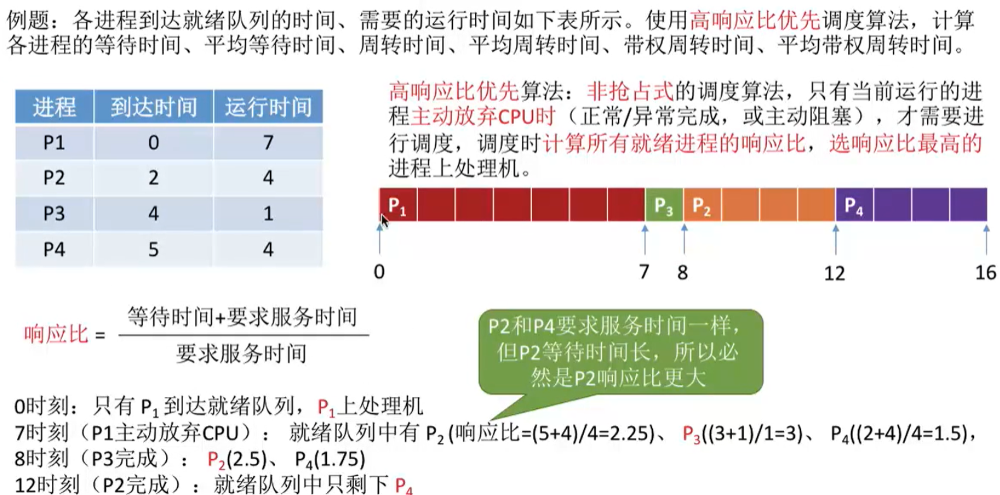 例题：各进程到达就绪队列的时间、需要的运行时间如下表所示。使用高响应比优先调度算法，计算
各进程的等待时间、平均等待时间、周转时间、平均周转时间、带权周转时间、平均带权周转时间。
进程 到达时间 运行时间
P1 0 7
P2 2 4
P3 4 1
P4 5 4
高响应比优先算法：非抢占式的调度算法，只有当前运行的进
程主动放弃CPU时（正常/异常完成，或主动阻塞），才需要进
行调度，调度时计算所有就绪进程的响应比，选响应比最高的
进程上处理机。
P₁ P₃ P₂ P₄
0 7 8 12 16
响应比 =
等待时间+要求服务时间
要求服务时间
P2和P4要求服务时间一样，
但P2等待时间长，所以必
然是P2响应比更大
0时刻：只有 P₁ 到达就绪队列，P₁上处理机
7时刻（P1主动放弃CPU）： 就绪队列中有 P₂ (响应比=(5+4)/4=2.25)、 P₃((3+1)/1=3)、 P₄((2+4)/4=1.5)，
8时刻（P3完成）： P₂(2.5)、 P₄(1.75)
12时刻（P2完成）：就绪队列中只剩下 P₄